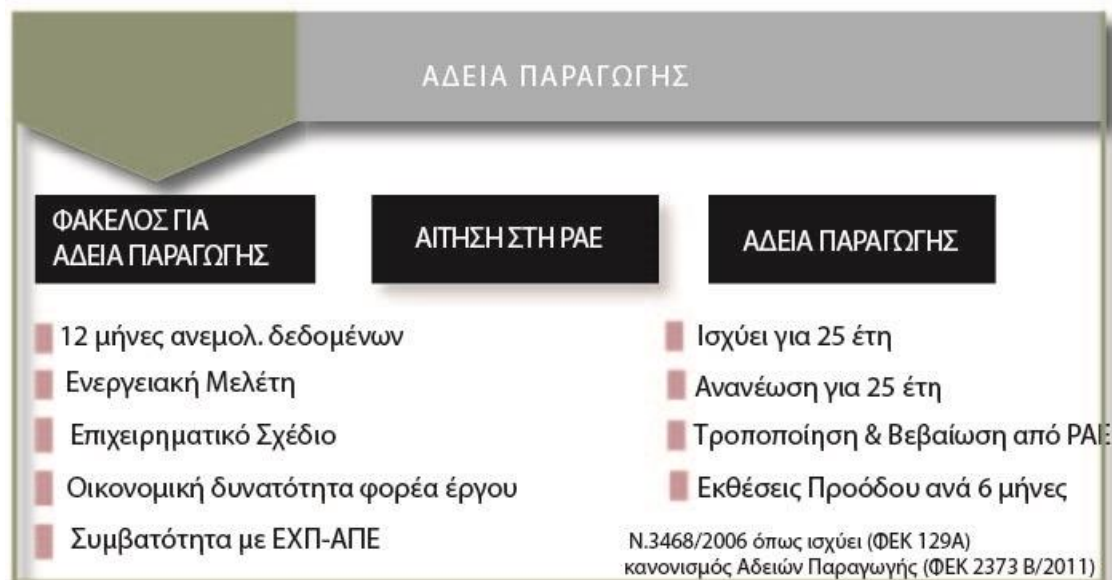 ΑΔΕΙΑ ΠΑΡΑΓΩΓΗΣ
ΦΑΚΕΛΟΣ ΓΙΑ
ΑΔΕΙΑ ΠΑΡΑΓΩΓΗΣ
ΑΙΤΗΣΗ ΣΤΗ ΡΑΕ
ΑΔΕΙΑ ΠΑΡΑΓΩΓΗΣ
12 μήνες ανεμολ. δεδομένων
Ενεργειακή Μελέτη
Επιχειρηματικό Σχέδιο
Οικονομική δυνατότητα φορέα έργου
Συμβατότητα με ΕΧΠ-ΑΠΕ
Ισχύει για 25 έτη
Ανανέωση για 25 έτη
Τροποποίηση & Βεβαίωση από ΡΑΕ
Εκθέσεις Προόδου ανά 6 μήνες
Ν.3468/2006 όπως ισχύει (ΦΕΚ 129Α)
κανονισμός Αδειών Παραγωγής (ΦΕΚ 2373 Β/2011)